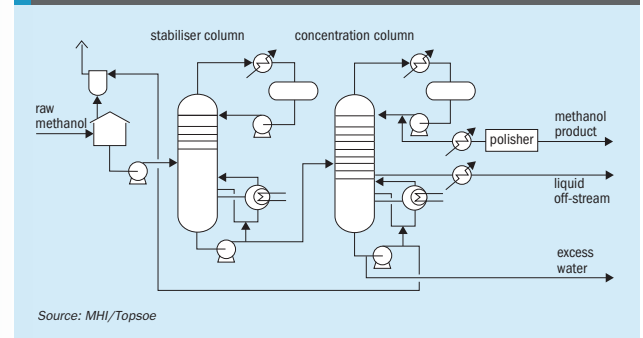 stabiliser column
concentration column
raw
methanol
methanol
product
polisher
liquid
off-stream
excess
water
Source: MHI/Topsoe